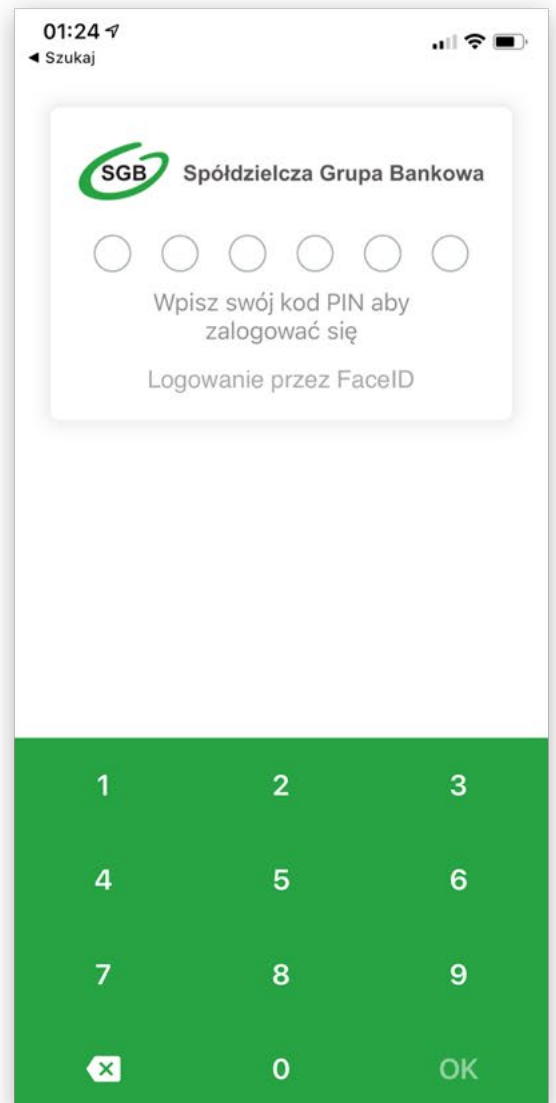 01:24
Szukaj
SGB Spółdzielcza Grupa Bankowa
Wpisz swój kod PIN aby
zalogować się
Logowanie przez FaceID
1 2 3
4 5 6
7 8 9
0 OK